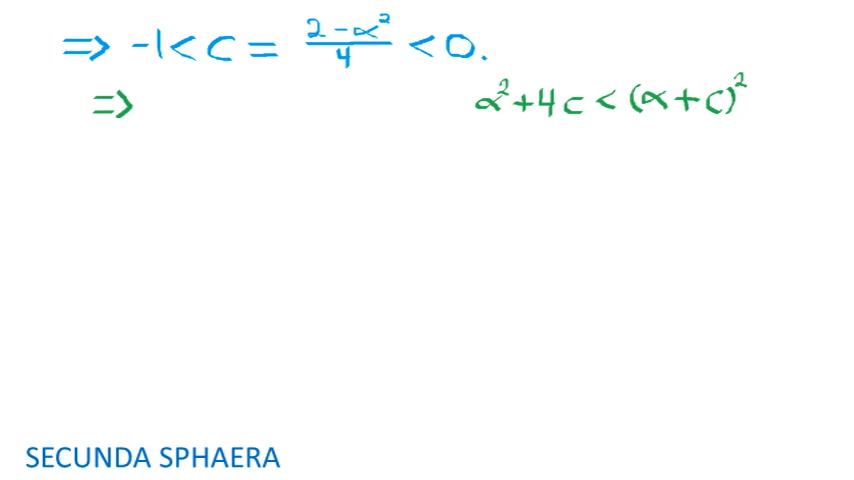 ⇒ -1 < c = (2-α²)/4 < 0.
⇒ α²+4c < (α+c)²
SECUNDA SPHAERA